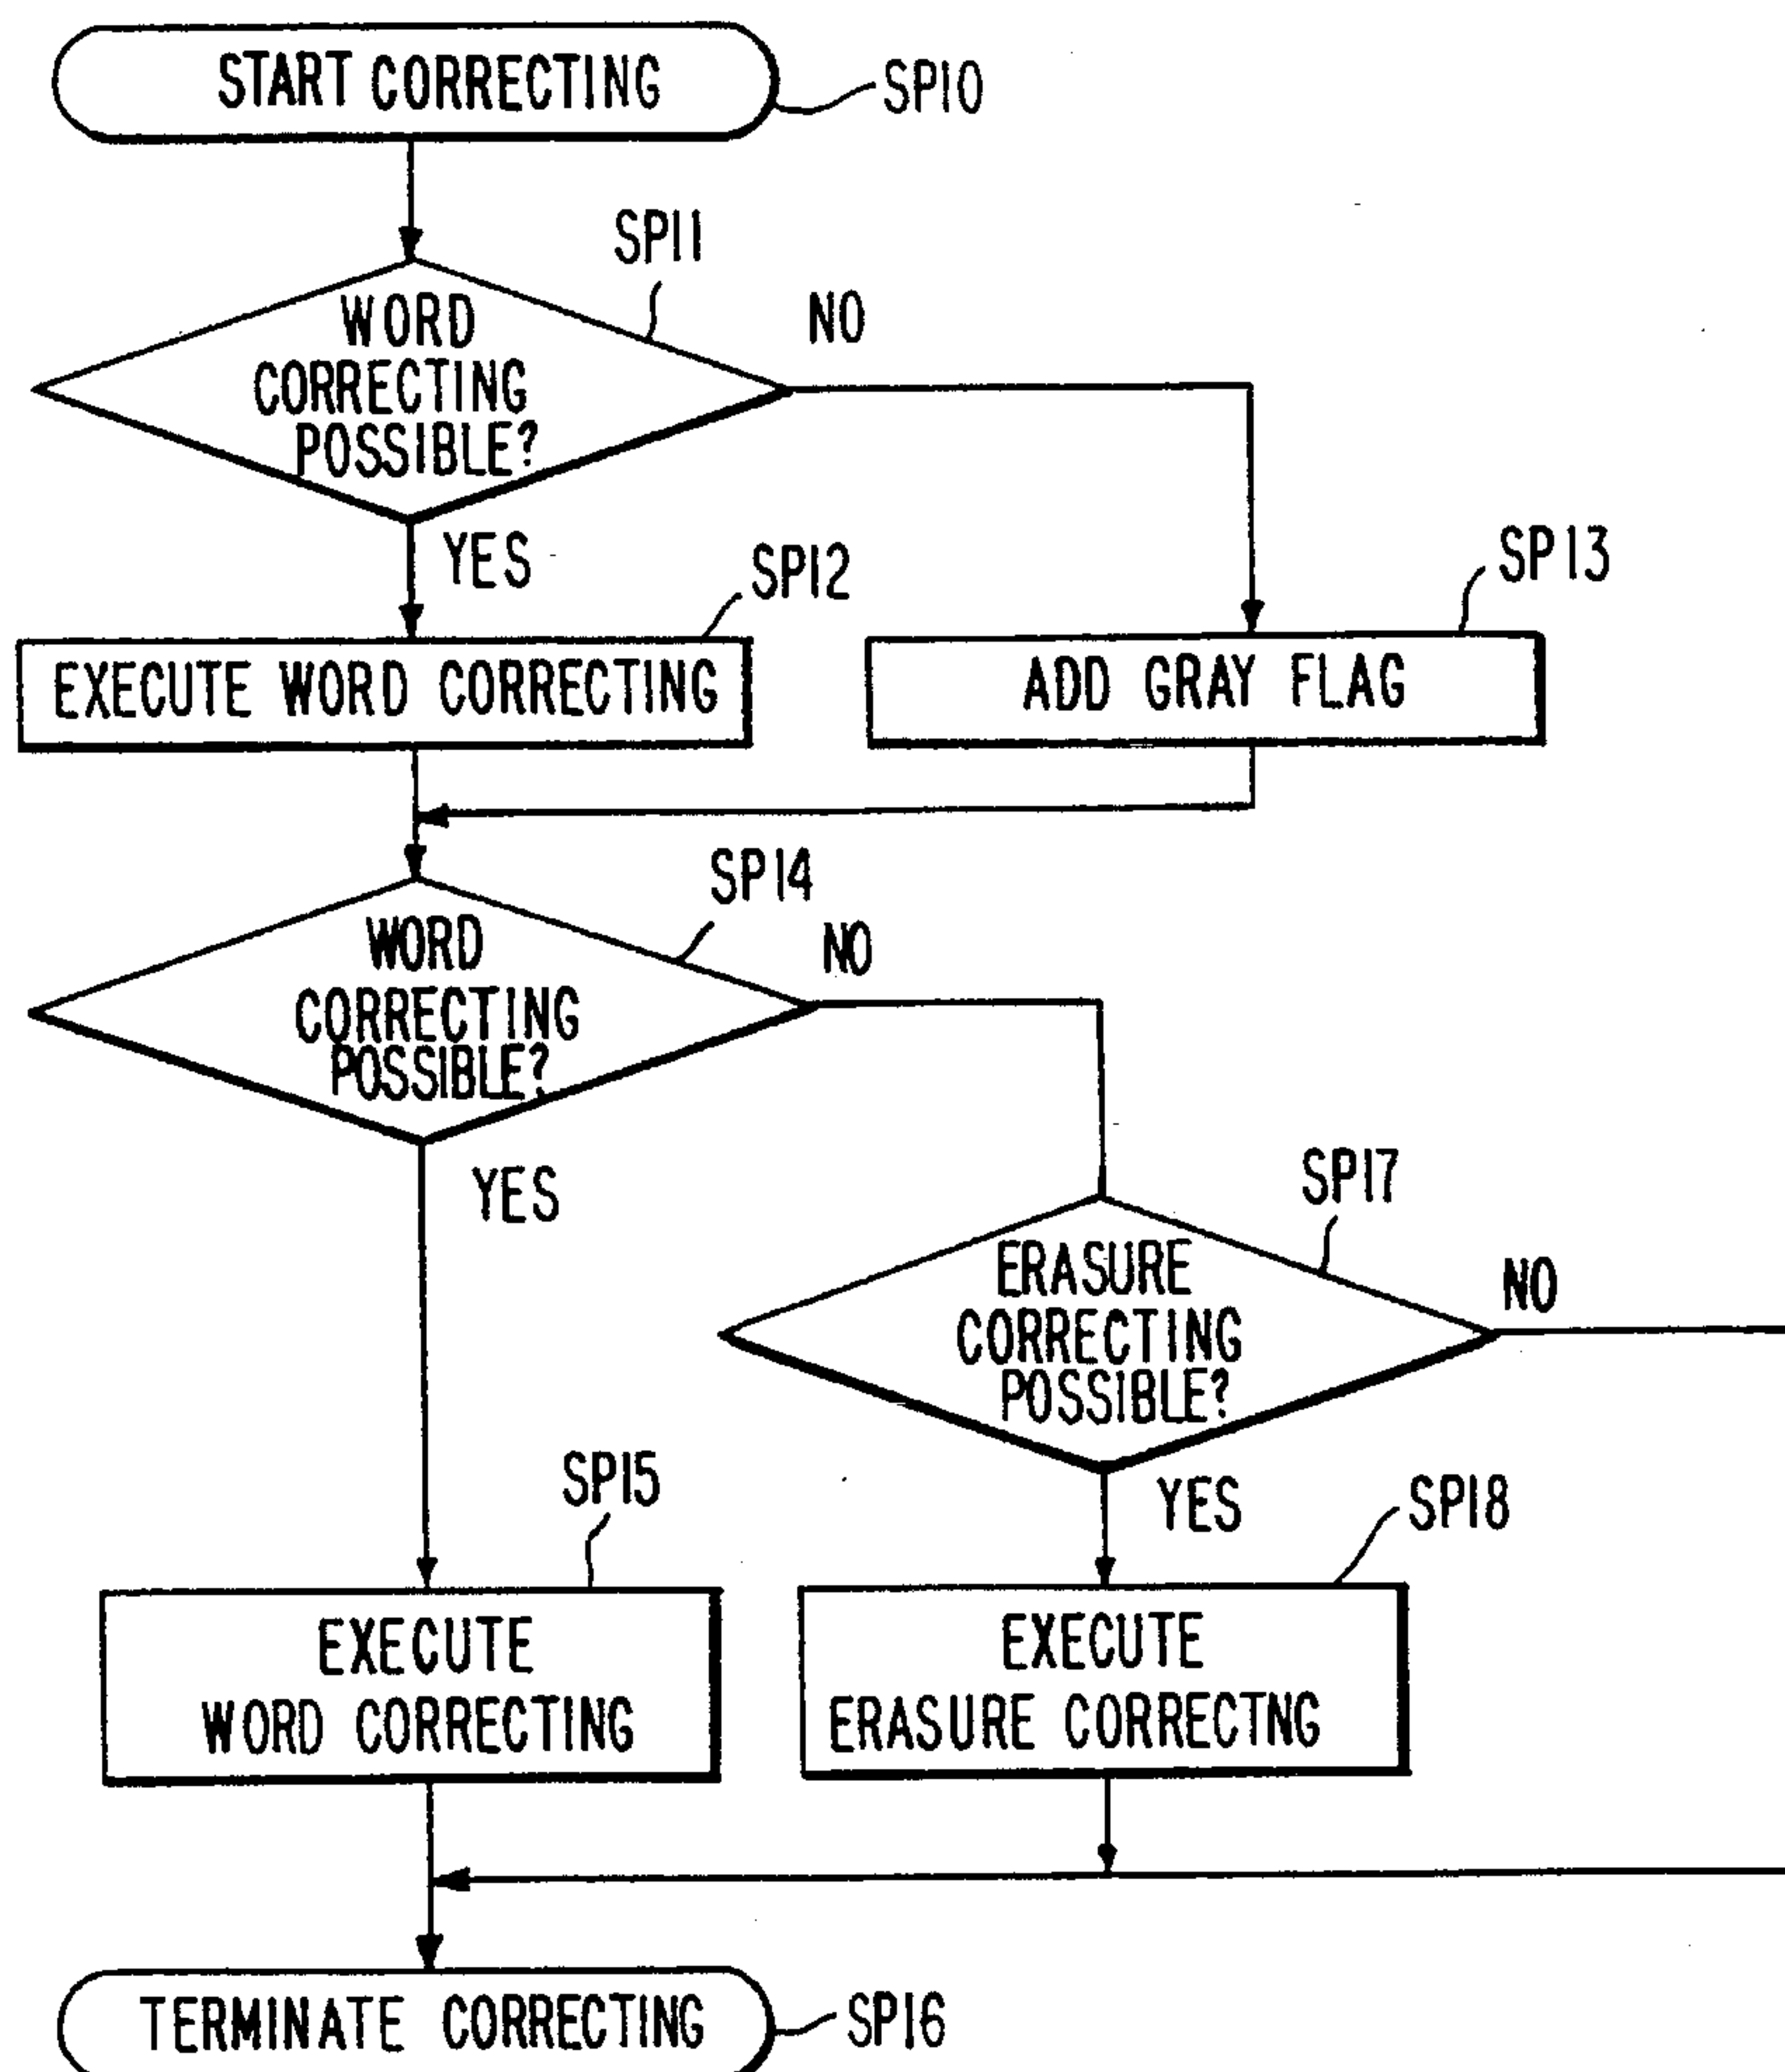 START CORRECTING
SP10
SP11
WORD
CORRECTING
POSSIBLE?
NO
YES
SP12
SP13
EXECUTE WORD CORRECTING
ADD GRAY FLAG
SP14
WORD
CORRECTING
POSSIBLE?
NO
YES
SP17
ERASURE
CORRECTING
POSSIBLE?
NO
YES
SP15
SP18
EXECUTE
WORD CORRECTING
EXECUTE
ERASURE CORRECTNG
TERMINATE CORRECTING
SP16